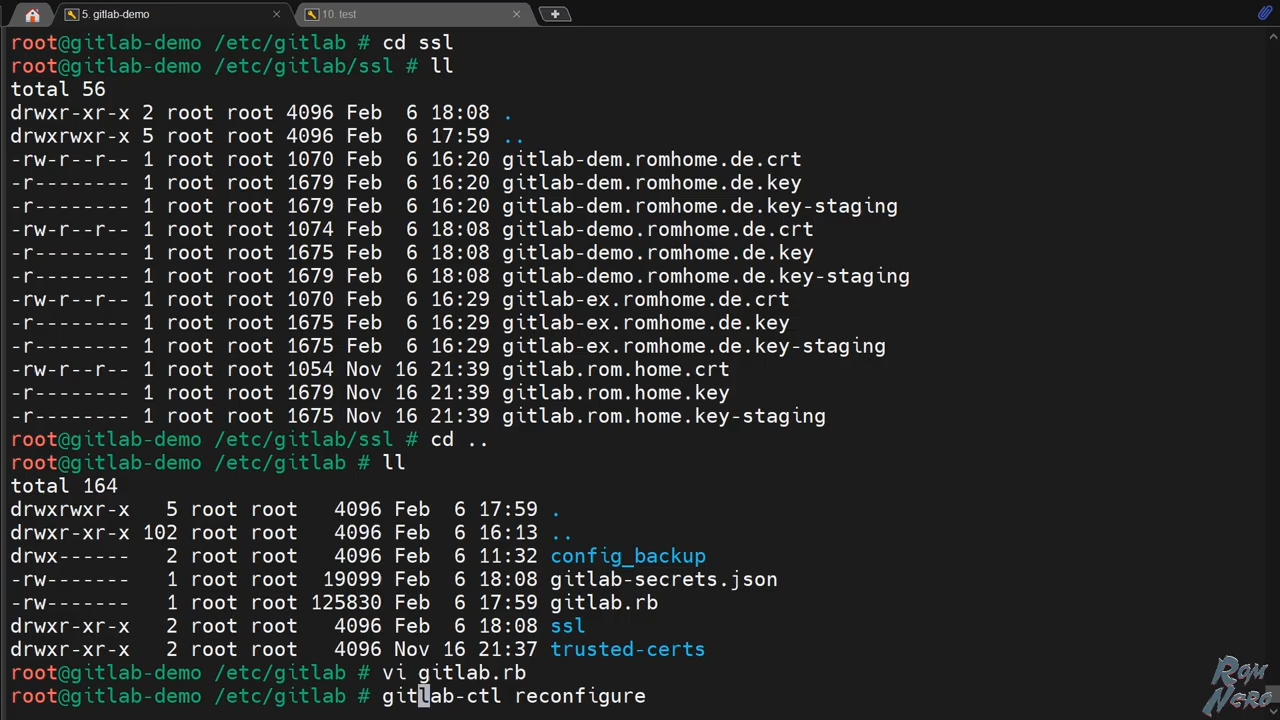 5. gitlab-demo
10. test
root@gitlab-demo /etc/gitlab # cd ssl
root@gitlab-demo /etc/gitlab/ssl # ll
total 56
drwxr-xr-x 2 root root 4096 Feb  6 18:08 .
drwxrwxr-x 5 root root 4096 Feb  6 17:59 ..
-rw-r--r-- 1 root root 1070 Feb  6 16:20 gitlab-dem.romhome.de.crt
-r-------- 1 root root 1679 Feb  6 16:20 gitlab-dem.romhome.de.key
-r-------- 1 root root 1679 Feb  6 16:20 gitlab-dem.romhome.de.key-staging
-rw-r--r-- 1 root root 1074 Feb  6 18:08 gitlab-demo.romhome.de.crt
-r-------- 1 root root 1675 Feb  6 18:08 gitlab-demo.romhome.de.key
-r-------- 1 root root 1679 Feb  6 18:08 gitlab-demo.romhome.de.key-staging
-rw-r--r-- 1 root root 1070 Feb  6 16:29 gitlab-ex.romhome.de.crt
-r-------- 1 root root 1675 Feb  6 16:29 gitlab-ex.romhome.de.key
-r-------- 1 root root 1675 Feb  6 16:29 gitlab-ex.romhome.de.key-staging
-rw-r--r-- 1 root root 1054 Nov 16 21:39 gitlab.rom.home.crt
-r-------- 1 root root 1679 Nov 16 21:39 gitlab.rom.home.key
-r-------- 1 root root 1675 Nov 16 21:39 gitlab.rom.home.key-staging
root@gitlab-demo /etc/gitlab/ssl # cd ..
root@gitlab-demo /etc/gitlab # ll
total 164
drwxrwxr-x   5 root root   4096 Feb  6 17:59 .
drwxr-xr-x 102 root root   4096 Feb  6 16:13 ..
drwx------   2 root root   4096 Feb  6 11:32 config_backup
-rw-------   1 root root  19099 Feb  6 18:08 gitlab-secrets.json
-rw-------   1 root root 125830 Feb  6 17:59 gitlab.rb
drwxr-xr-x   2 root root   4096 Feb  6 18:08 ssl
drwxr-xr-x   2 root root   4096 Nov 16 21:37 trusted-certs
root@gitlab-demo /etc/gitlab # vi gitlab.rb
root@gitlab-demo /etc/gitlab # gitlab-ctl reconfigure
ROM
NERO